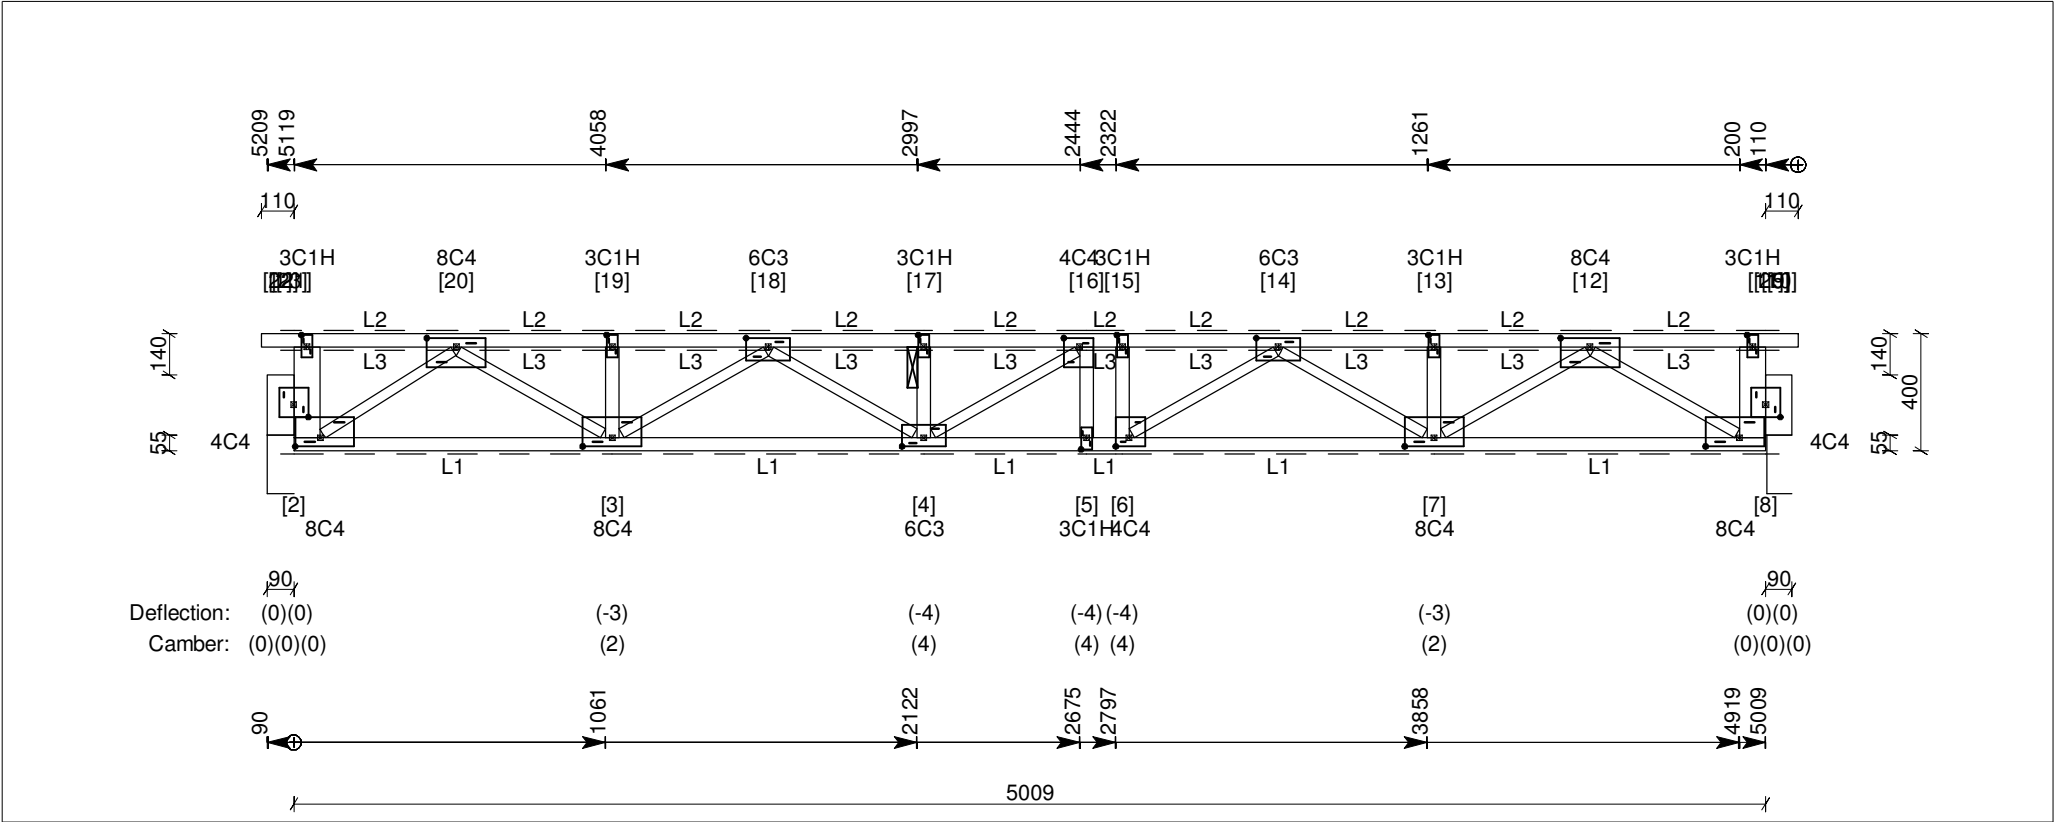 5209 5119 4058 2997 2444 2322 1261 200 110
110 110
3C1H 8C4 3C1H 6C3 3C1H 4C4 3C1H 6C3 3C1H 8C4 3C1H
[20] [19] [18] [17] [16] [15] [14] [13] [12]
L2 L2 L2 L2 L2 L2 L2 L2 L2 L2
140 140
L3 L3 L3 L3 L3 L3 L3 L3 L3 L3
400
55 4C4 4C4 55
L1 L1 L1 L1 L1 L1
[2] [3] [4] [5] [6] [7] [8]
8C4 8C4 6C3 3C1H 4C4 8C4 8C4
90 90
Deflection: (0)(0) (-3) (-4) (-4) (-4) (-3) (0)(0)
Camber: (0)(0)(0) (2) (4) (4) (4) (2) (0)(0)(0)
90 1061 2122 2675 2797 3858 4919 5009
5009